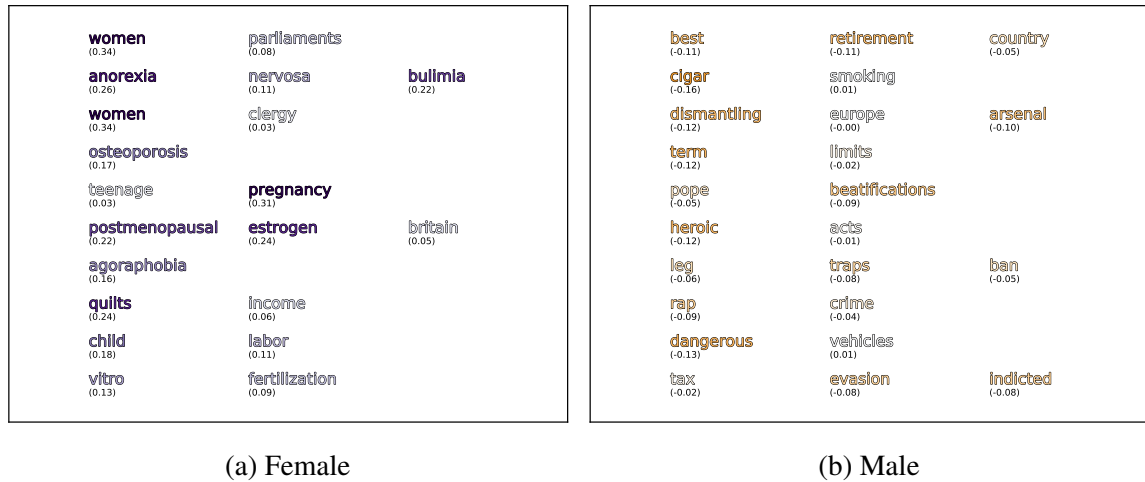 women parliaments
(0.34) (0.08)
anorexia nervosa bulimia
(0.26) (0.11) (0.22)
women clergy
(0.34) (0.03)
osteoporosis
(0.17)
teenage pregnancy
(0.03) (0.31)
postmenopausal estrogen britain
(0.22) (0.24) (0.05)
agoraphobia
(0.16)
quilts income
(0.24) (0.06)
child labor
(0.18) (0.11)
vitro fertilization
(0.13) (0.09)
(a) Female
best retirement country
(-0.11) (-0.11) (-0.05)
cigar smoking
(-0.16) (0.01)
dismantling europe arsenal
(-0.12) (-0.00) (-0.10)
term limits
(-0.12) (-0.02)
pope beatifications
(-0.05) (-0.09)
heroic acts
(-0.12) (-0.01)
leg traps ban
(-0.06) (-0.08) (-0.05)
rap crime
(-0.09) (-0.04)
dangerous vehicles
(-0.13) (0.01)
tax evasion indicted
(-0.02) (-0.08) (-0.08)
(b) Male